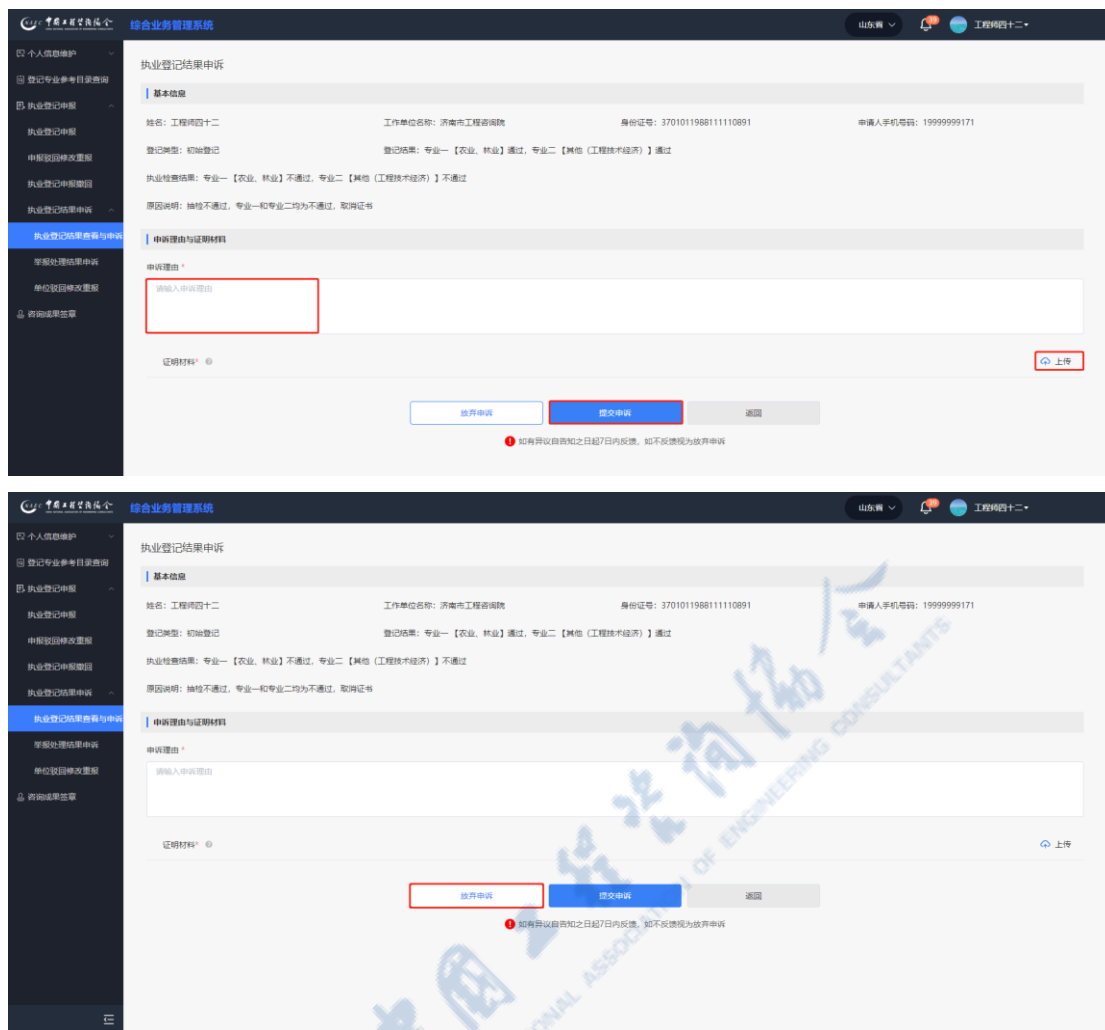 中国工程咨询协会 综合业务管理系统 山东省 工程师四十二
个人信息维护
登记专业参考目录查询
执业登记申报
执业登记申报
申报驳回修改重报
执业登记申报撤回
执业登记结果申诉
执业登记结果查看与申诉
举报处理结果申诉
单位驳回修改重报
咨询成果签章
执业登记结果申诉
基本信息
姓名：工程师四十二 工作单位名称：济南市工程咨询院 身份证号：3701011988111110891 申请人手机号码：19999999171
登记类型：初始登记 登记结果：专业一【农业、林业】通过，专业二【其他（工程技术经济）】通过
执业检查结果：专业一【农业、林业】不通过，专业二【其他（工程技术经济）】不通过
原因说明：抽检不通过，专业一和专业二均为不通过，取消证书
申诉理由与证明材料
申诉理由 *
请输入申诉理由
证明材料* 上传
放弃申诉 提交申诉 返回
如有异议自告知之日起7日内反馈，如不反馈视为放弃申诉
中国工程咨询协会 综合业务管理系统 山东省 工程师四十二
个人信息维护
登记专业参考目录查询
执业登记申报
执业登记申报
申报驳回修改重报
执业登记申报撤回
执业登记结果申诉
执业登记结果查看与申诉
举报处理结果申诉
单位驳回修改重报
咨询成果签章
执业登记结果申诉
基本信息
姓名：工程师四十二 工作单位名称：济南市工程咨询院 身份证号：3701011988111110891 申请人手机号码：19999999171
登记类型：初始登记 登记结果：专业一【农业、林业】通过，专业二【其他（工程技术经济）】通过
执业检查结果：专业一【农业、林业】不通过，专业二【其他（工程技术经济）】不通过
原因说明：抽检不通过，专业一和专业二均为不通过，取消证书
申诉理由与证明材料
申诉理由 *
请输入申诉理由
证明材料* 上传
放弃申诉 提交申诉 返回
如有异议自告知之日起7日内反馈，如不反馈视为放弃申诉
国工程咨询协会
ASSOCIATION OF ENGINEERING CONSULTANTS